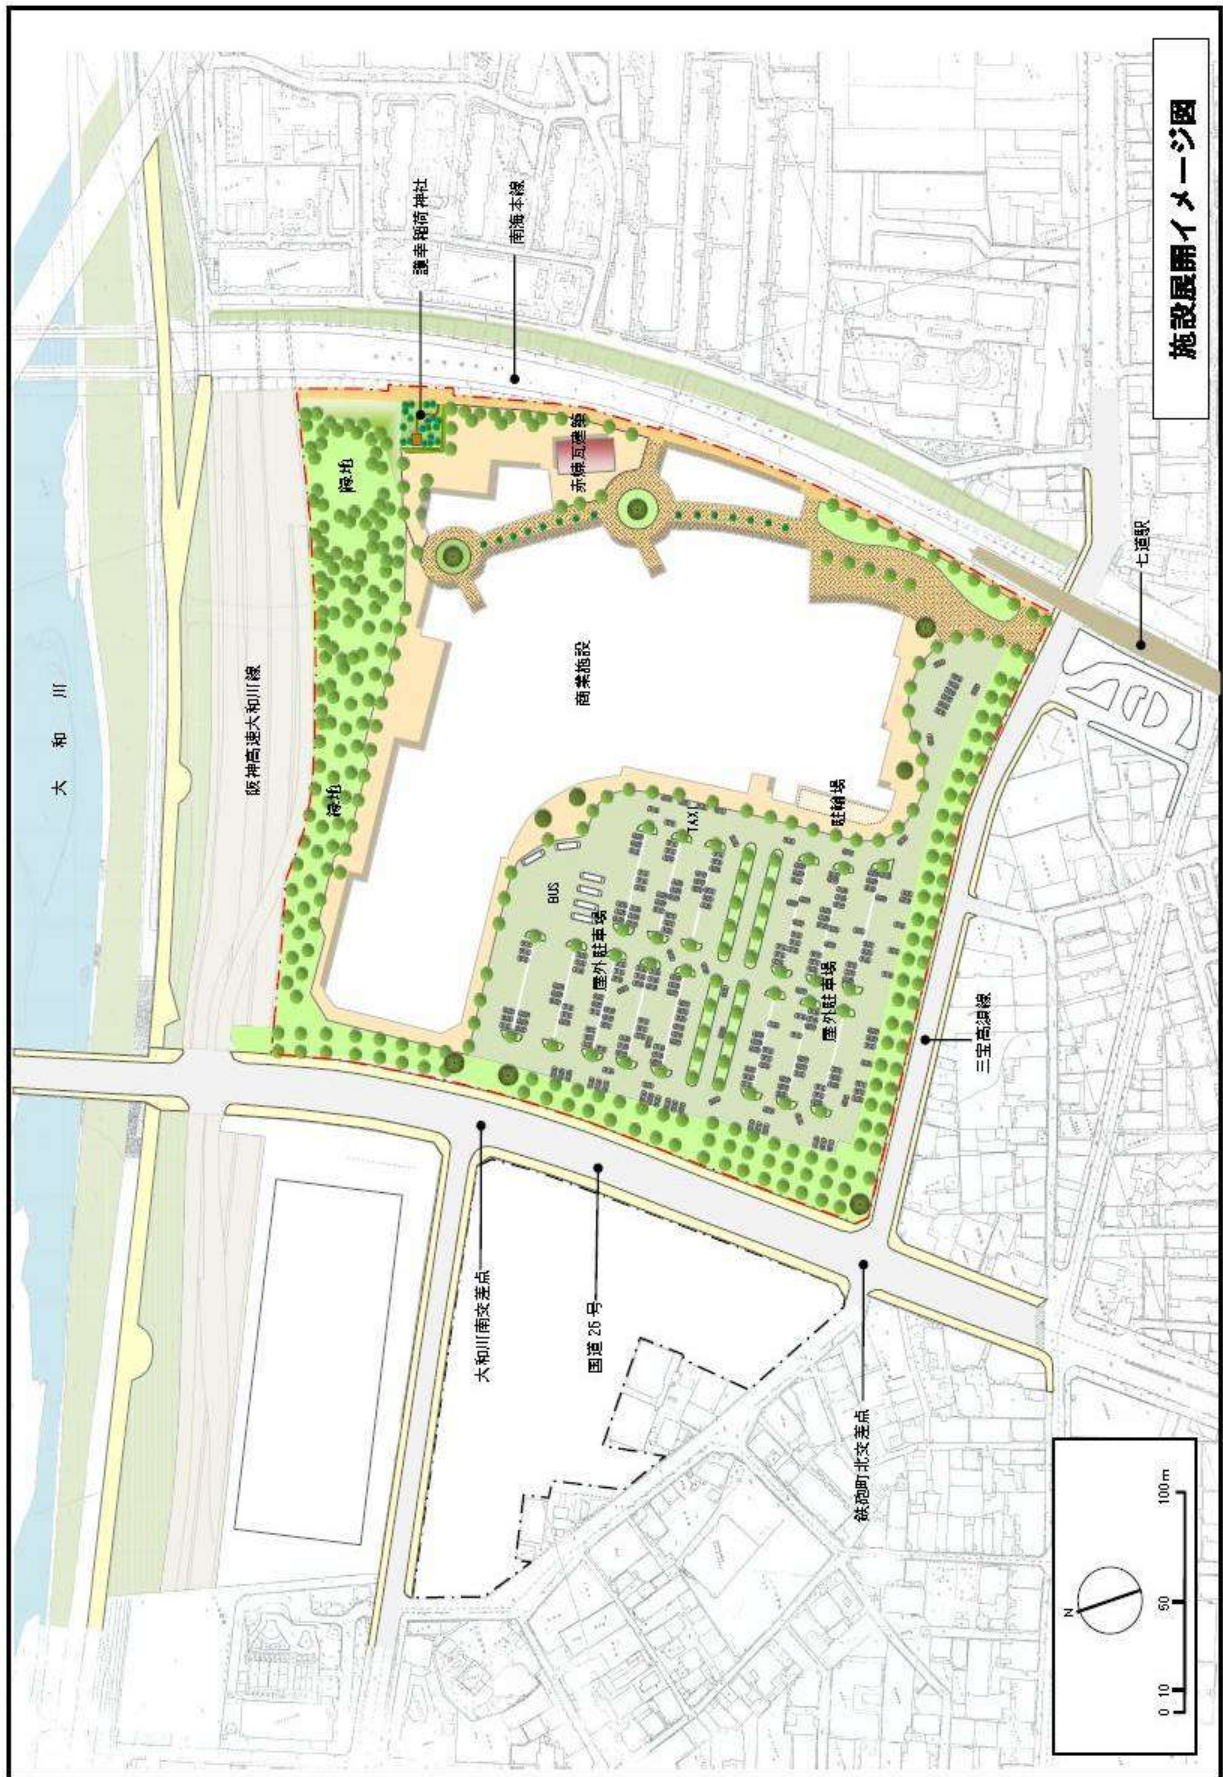 施設展開イメージ図
大和川
阪神高速大和川線
護幸稲荷神社
南海本線
緑地
緑地
赤煉瓦建築
商業施設
TAXI
BUS
駐輪場
屋外駐車場
屋外駐車場
七道駅
三宝高浜線
大和川南交差点
国道26号
鉄砲町北交差点
N
0 10 50 100m